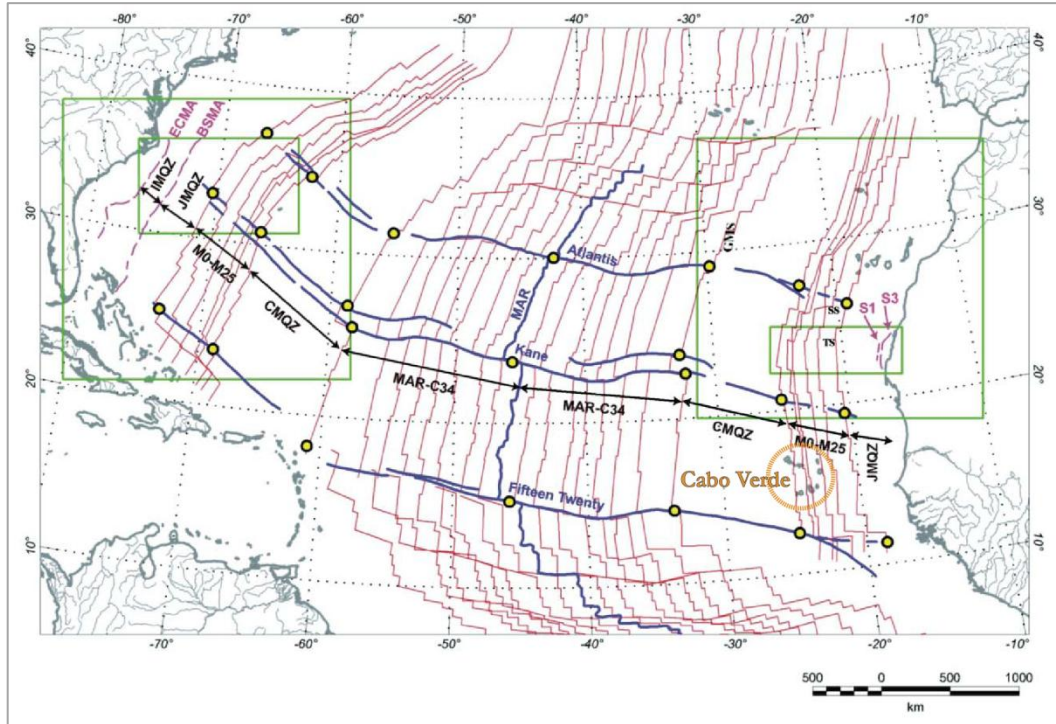 -80° -70° -60° -50° -40° -30° -20° -10°
40° 40°
ECMA
BSMA
IMQZ
JMQZ
30° 30°
M0-M25
GMS
Atlantis
CMQZ
MAR
S1 S3
SS
TS
Kane
20° 20°
MAR-C34
MAR-C34
CMQZ
M0-M25
JMQZ
Cabo Verde
Fifteen Twenty
10° 10°
-70° -60° -50° -40° -30° -20° -10°
500 0 500 1000
km